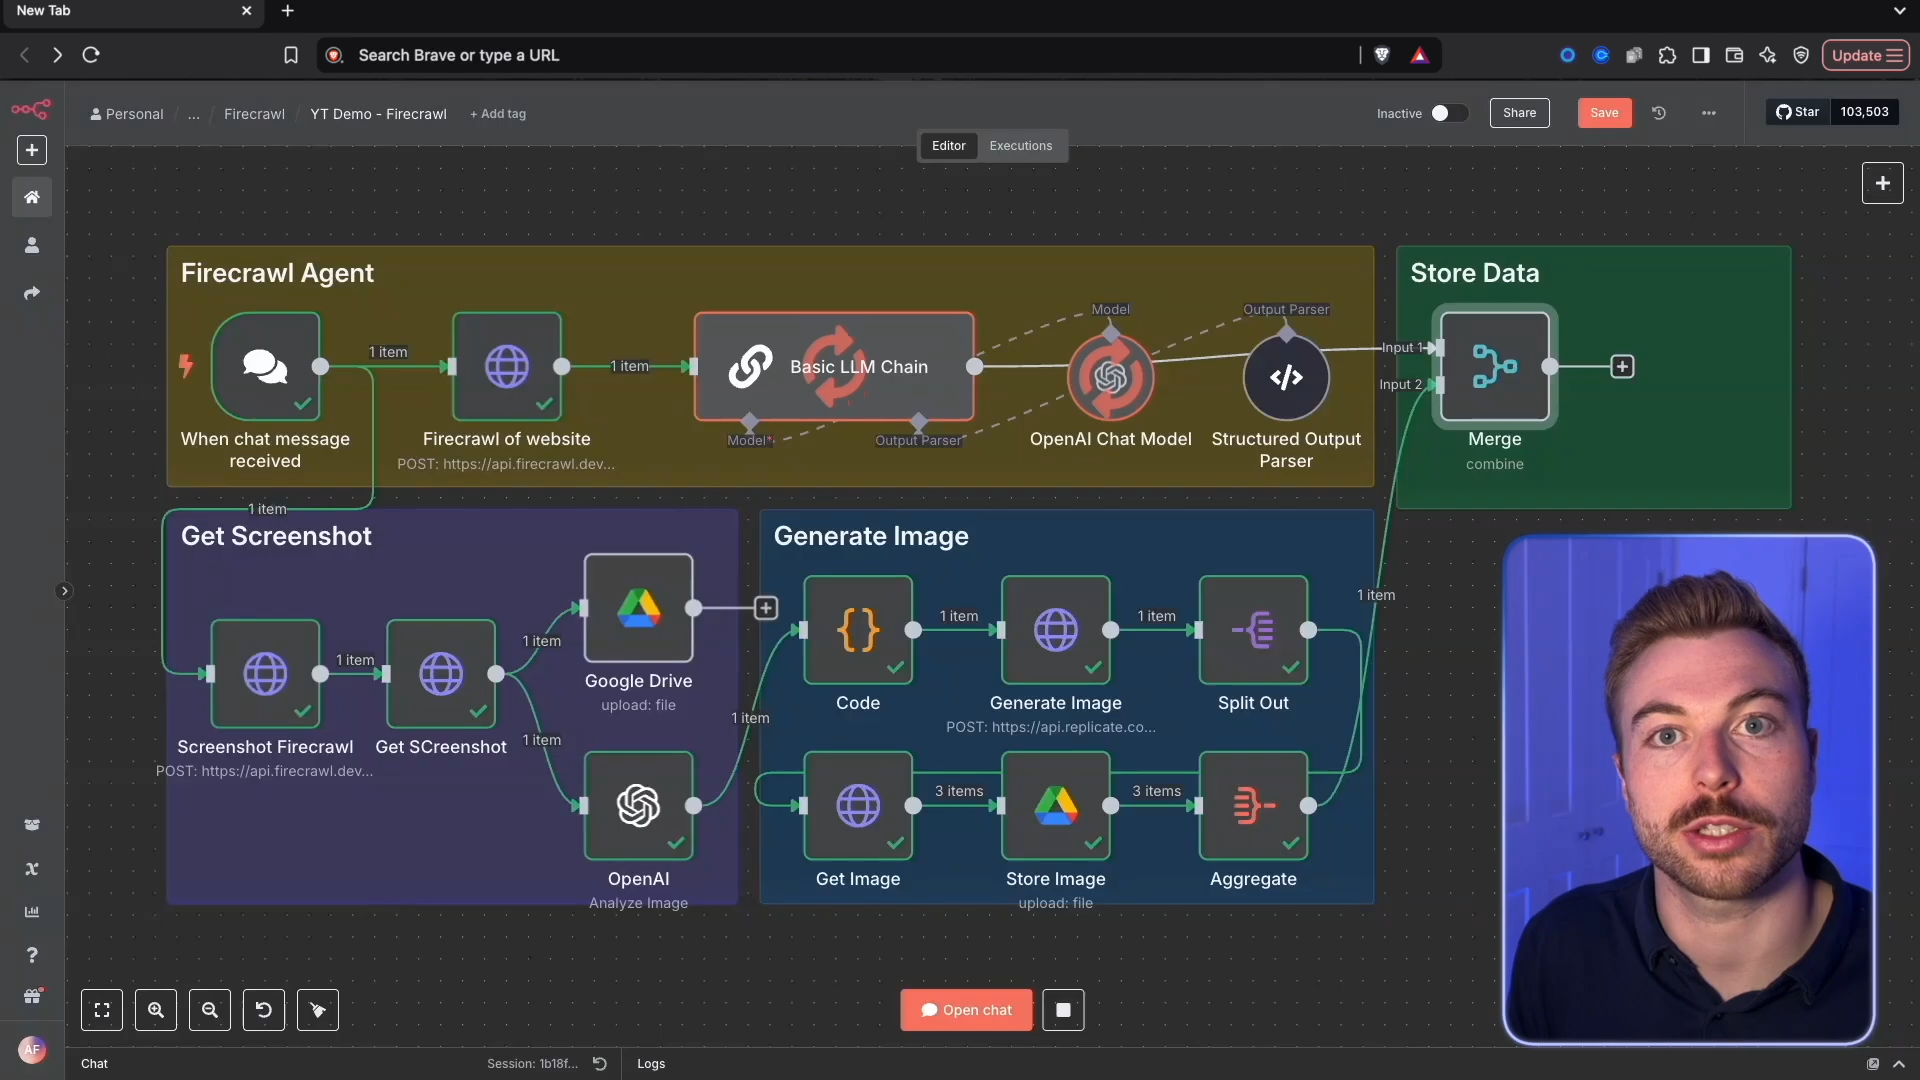 New Tab
Search Brave or type a URL
Update
Personal / ... / Firecrawl / YT Demo - Firecrawl + Add tag
Inactive
Share
Save
Star 103,503
Editor Executions
Firecrawl Agent
Store Data
Model
Output Parser
1 item
1 item
Basic LLM Chain
Input 1
Input 2
Model*
Output Parser
When chat message received
Firecrawl of website
POST: https://api.firecrawl.dev...
OpenAI Chat Model
Structured Output Parser
Merge
combine
1 item
Get Screenshot
Generate Image
1 item
1 item
1 item
1 item
1 item
1 item
Google Drive
upload: file
Code
Generate Image
POST: https://api.replicate.co...
Split Out
1 item
1 item
Screenshot Firecrawl
POST: https://api.firecrawl.dev...
Get SCreenshot
3 items
3 items
OpenAI
Analyze Image
Get Image
Store Image
upload: file
Aggregate
Open chat
AF
Chat
Session: 1b18f...
Logs